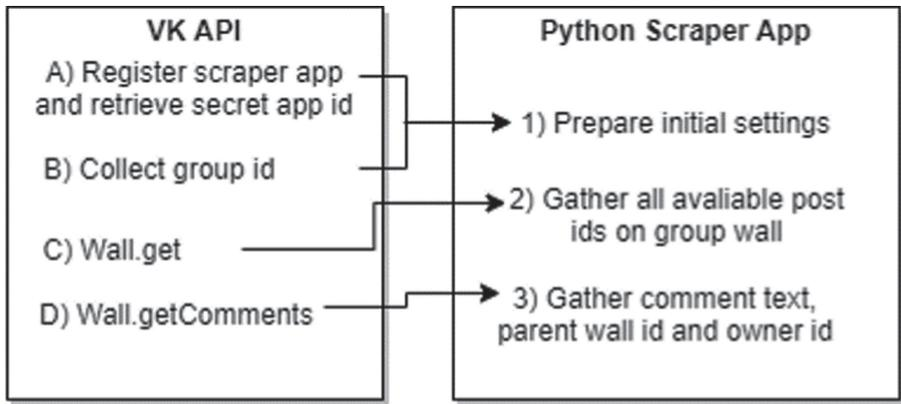 VK API
A) Register scraper app
and retrieve secret app id
B) Collect group id
C) Wall.get
D) Wall.getComments
Python Scraper App
1) Prepare initial settings
2) Gather all avaliable post
ids on group wall
3) Gather comment text,
parent wall id and owner id